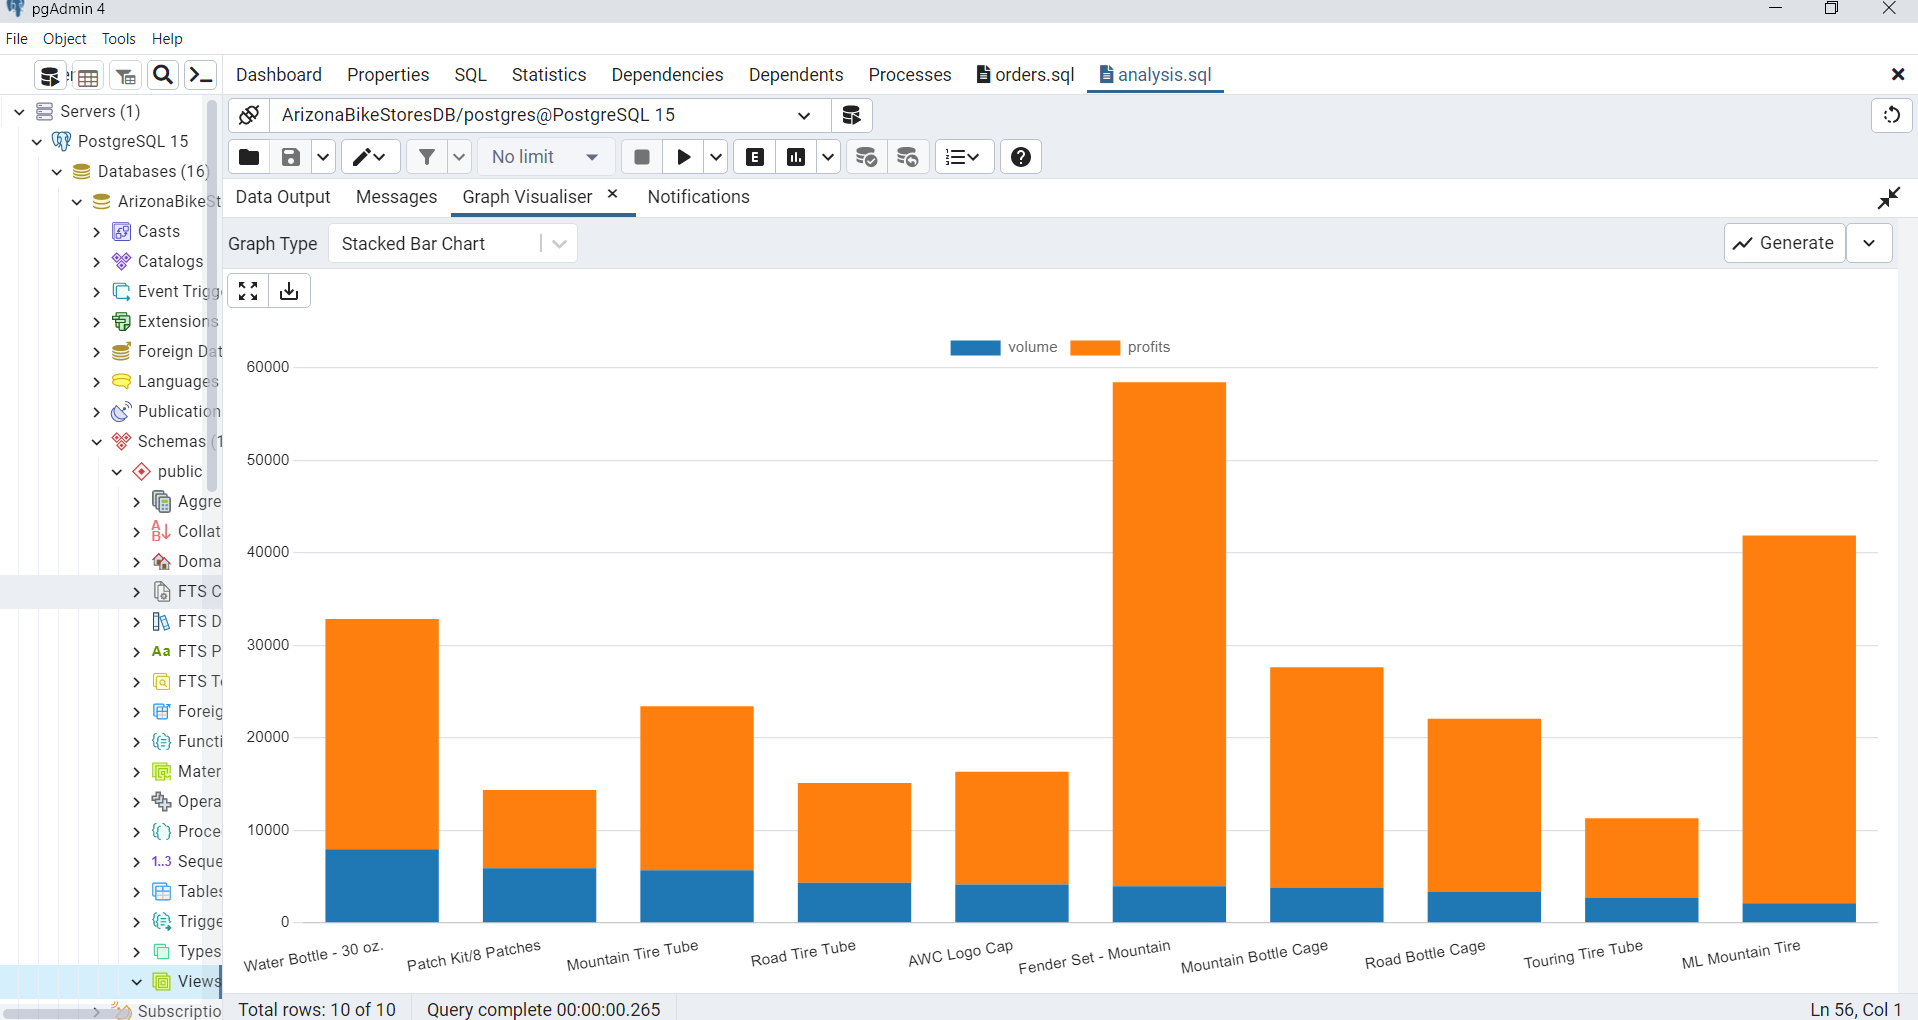 pgAdmin 4
File Object Tools Help
Dashboard Properties SQL Statistics Dependencies Dependents Processes orders.sql analysis.sql
ArizonaBikeStoresDB/postgres@PostgreSQL 15
No limit
E
Data Output Messages Graph Visualiser Notifications
Graph Type Stacked Bar Chart Generate
Servers (1)
PostgreSQL 15
Databases (16)
ArizonaBikeSt
Casts
Catalogs
Event Trigg
Extensions
Foreign Dat
Languages
Publication
Schemas (1
public
Aggre
Collat
Doma
FTS C
FTS D
Aa FTS P
FTS Te
Foreig
Functi
Mater
Opera
Proce
1..3 Seque
Tables
Trigge
Types
Views
Subscriptio
volume profits
60000
50000
40000
30000
20000
10000
0
Water Bottle - 30 oz. Patch Kit/8 Patches Mountain Tire Tube Road Tire Tube AWC Logo Cap Fender Set - Mountain Mountain Bottle Cage Road Bottle Cage Touring Tire Tube ML Mountain Tire
Total rows: 10 of 10 Query complete 00:00:00.265 Ln 56, Col 1